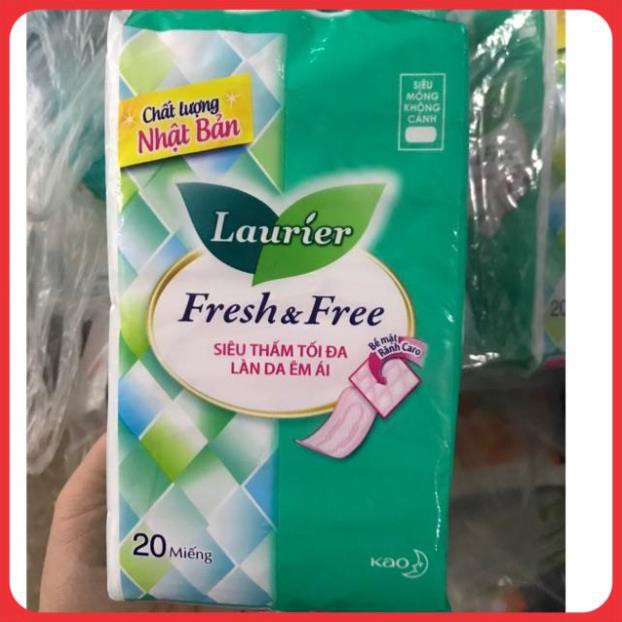 Chất lượng
Nhật Bản
SIÊU
MỎNG
KHÔNG
CÁNH
Laurier
Fresh & Free
SIÊU THẤM TỐI ĐA
LÀN DA ÊM ÁI
Bề mặt
Rãnh Caro
20 Miếng
Kao
20